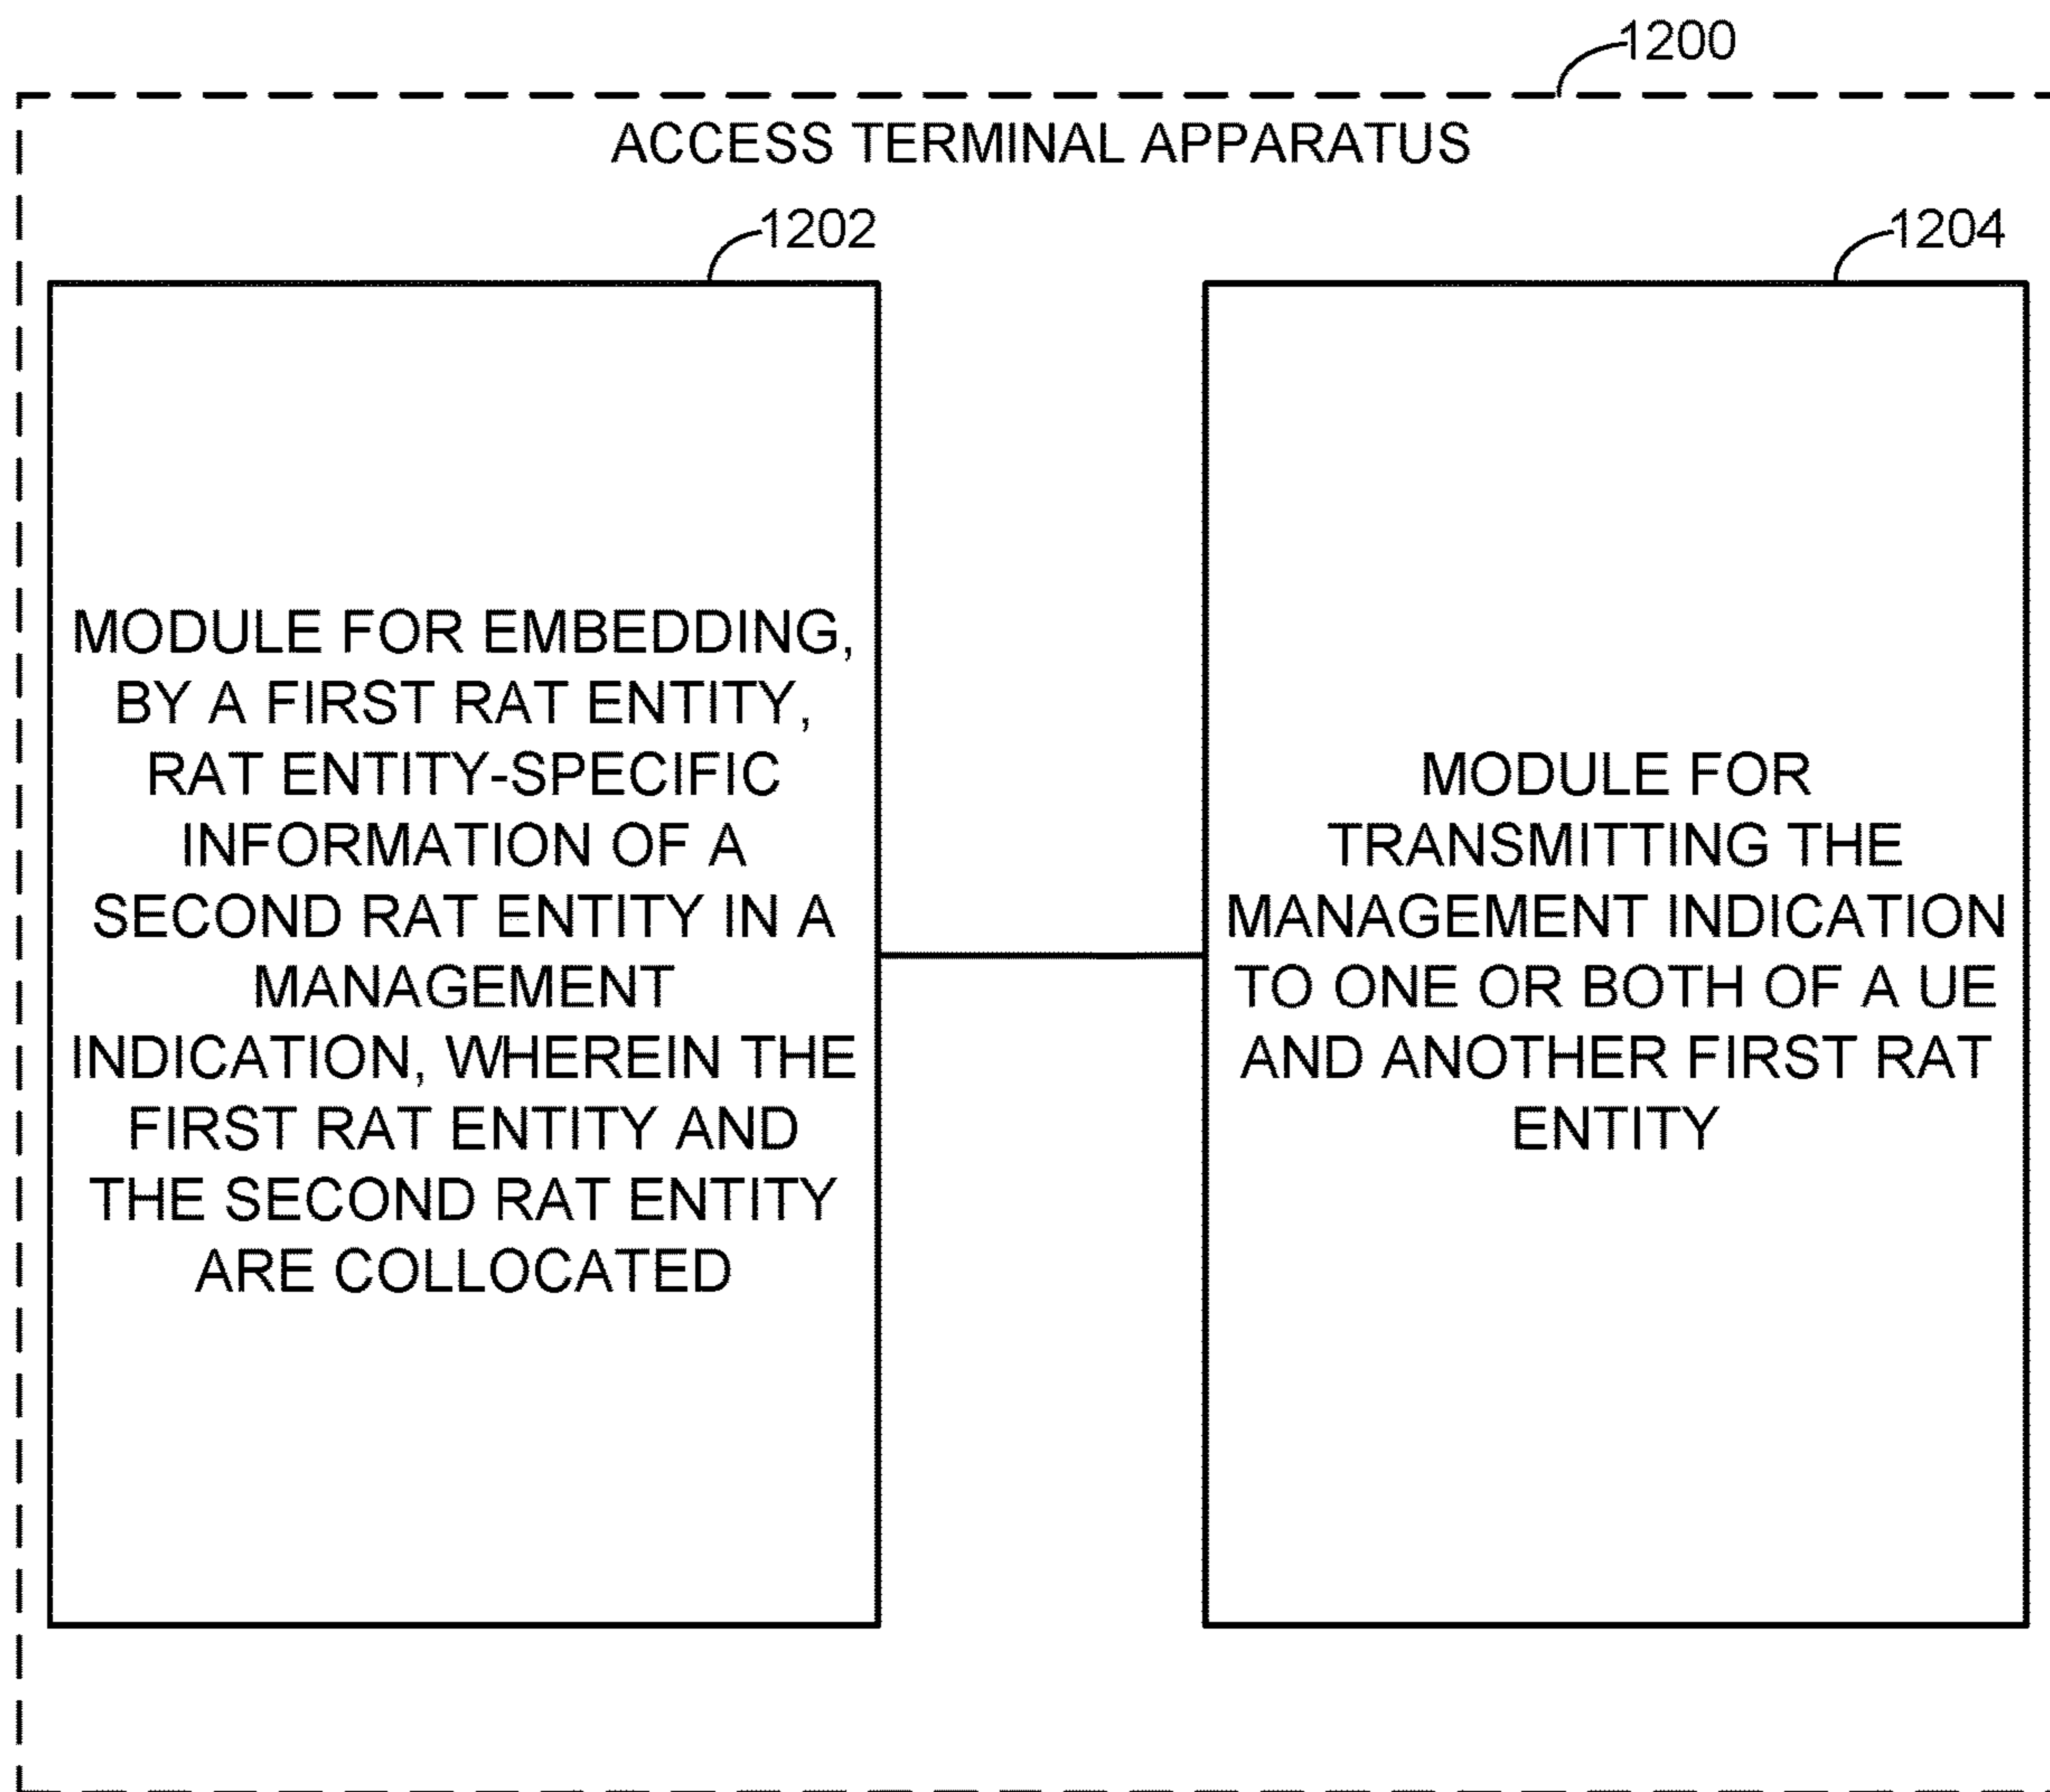 1200
ACCESS TERMINAL APPARATUS
1202
MODULE FOR EMBEDDING,
BY A FIRST RAT ENTITY,
RAT ENTITY-SPECIFIC
INFORMATION OF A
SECOND RAT ENTITY IN A
MANAGEMENT
INDICATION, WHEREIN THE
FIRST RAT ENTITY AND
THE SECOND RAT ENTITY
ARE COLLOCATED
1204
MODULE FOR
TRANSMITTING THE
MANAGEMENT INDICATION
TO ONE OR BOTH OF A UE
AND ANOTHER FIRST RAT
ENTITY